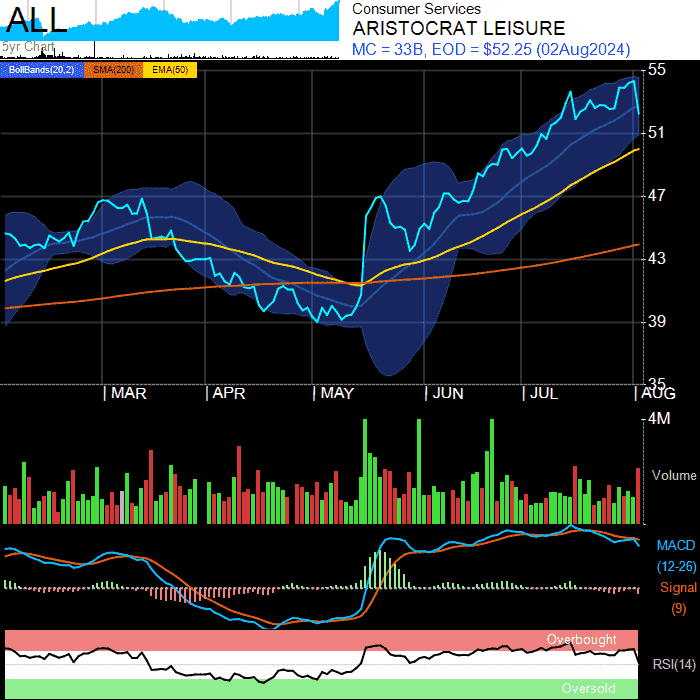 ALL
5yr Chart
Consumer Services
ARISTOCRAT LEISURE
MC = 33B, EOD = $52.25 (02Aug2024)
BollBands(20,2) SMA(200) EMA(50)
55
51
47
43
39
35
MAR APR MAY JUN JUL AUG
4M
Volume
MACD
(12-26)
Signal
(9)
Overbought
RSI(14)
Oversold